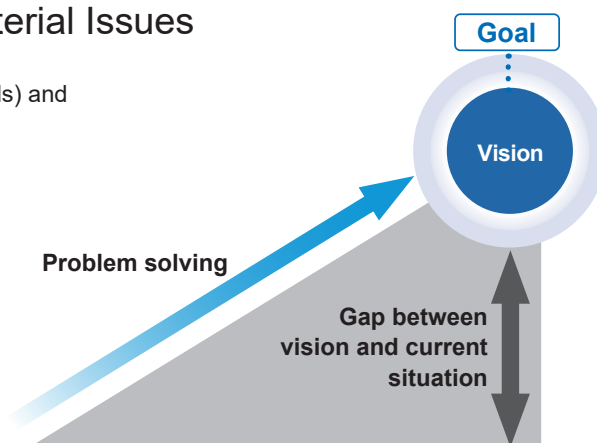 terial Issues
ls) and
Goal
Vision
Problem solving
Gap between
vision and current
situation